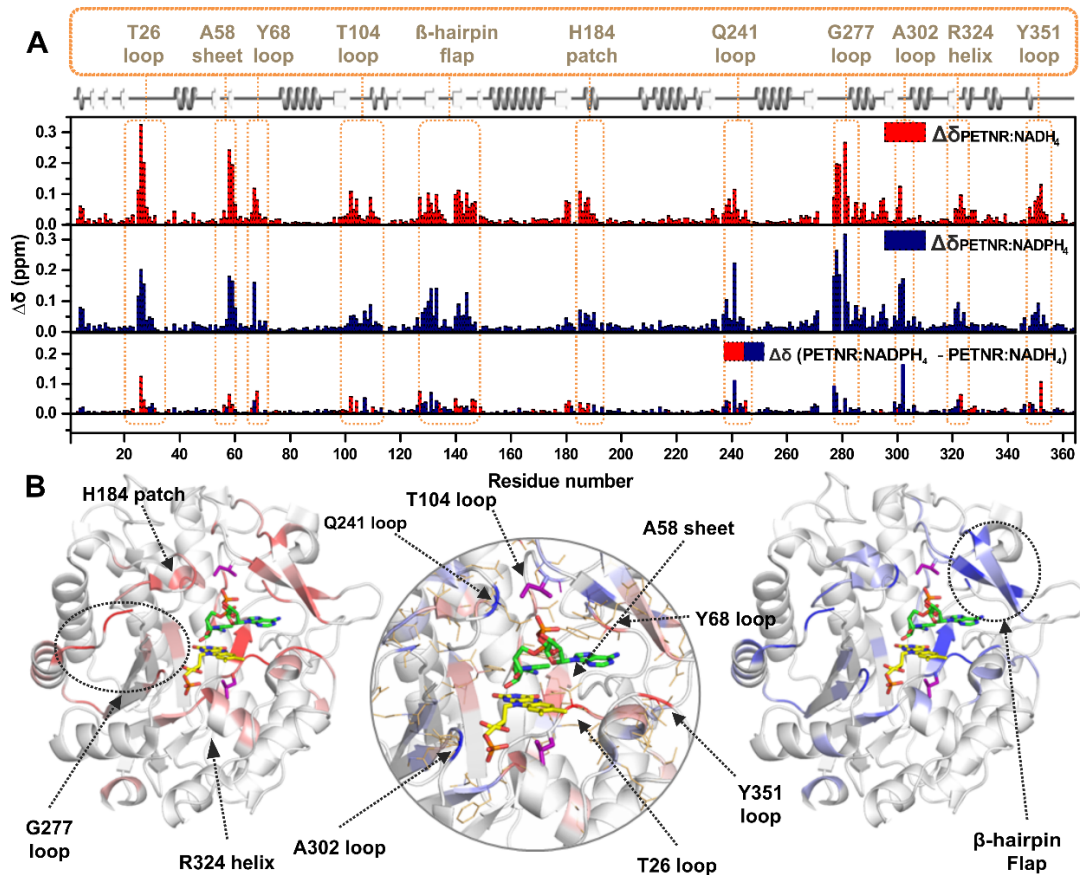 A
T26 loop
A58 sheet
Y68 loop
T104 loop
ß-hairpin flap
H184 patch
Q241 loop
G277 loop
A302 loop
R324 helix
Y351 loop
Δδ (ppm)
0.3
0.2
0.1
0.0
ΔδPETNR:NADH₄
0.3
0.2
0.1
0.0
ΔδPETNR:NADPH₄
0.2
0.1
0.0
Δδ (PETNR:NADPH₄ - PETNR:NADH₄)
20 40 60 80 100 120 140 160 180 200 220 240 260 280 300 320 340 360
Residue number
B
H184 patch
G277 loop
R324 helix
Q241 loop
T104 loop
A58 sheet
Y68 loop
A302 loop
T26 loop
Y351 loop
β-hairpin Flap